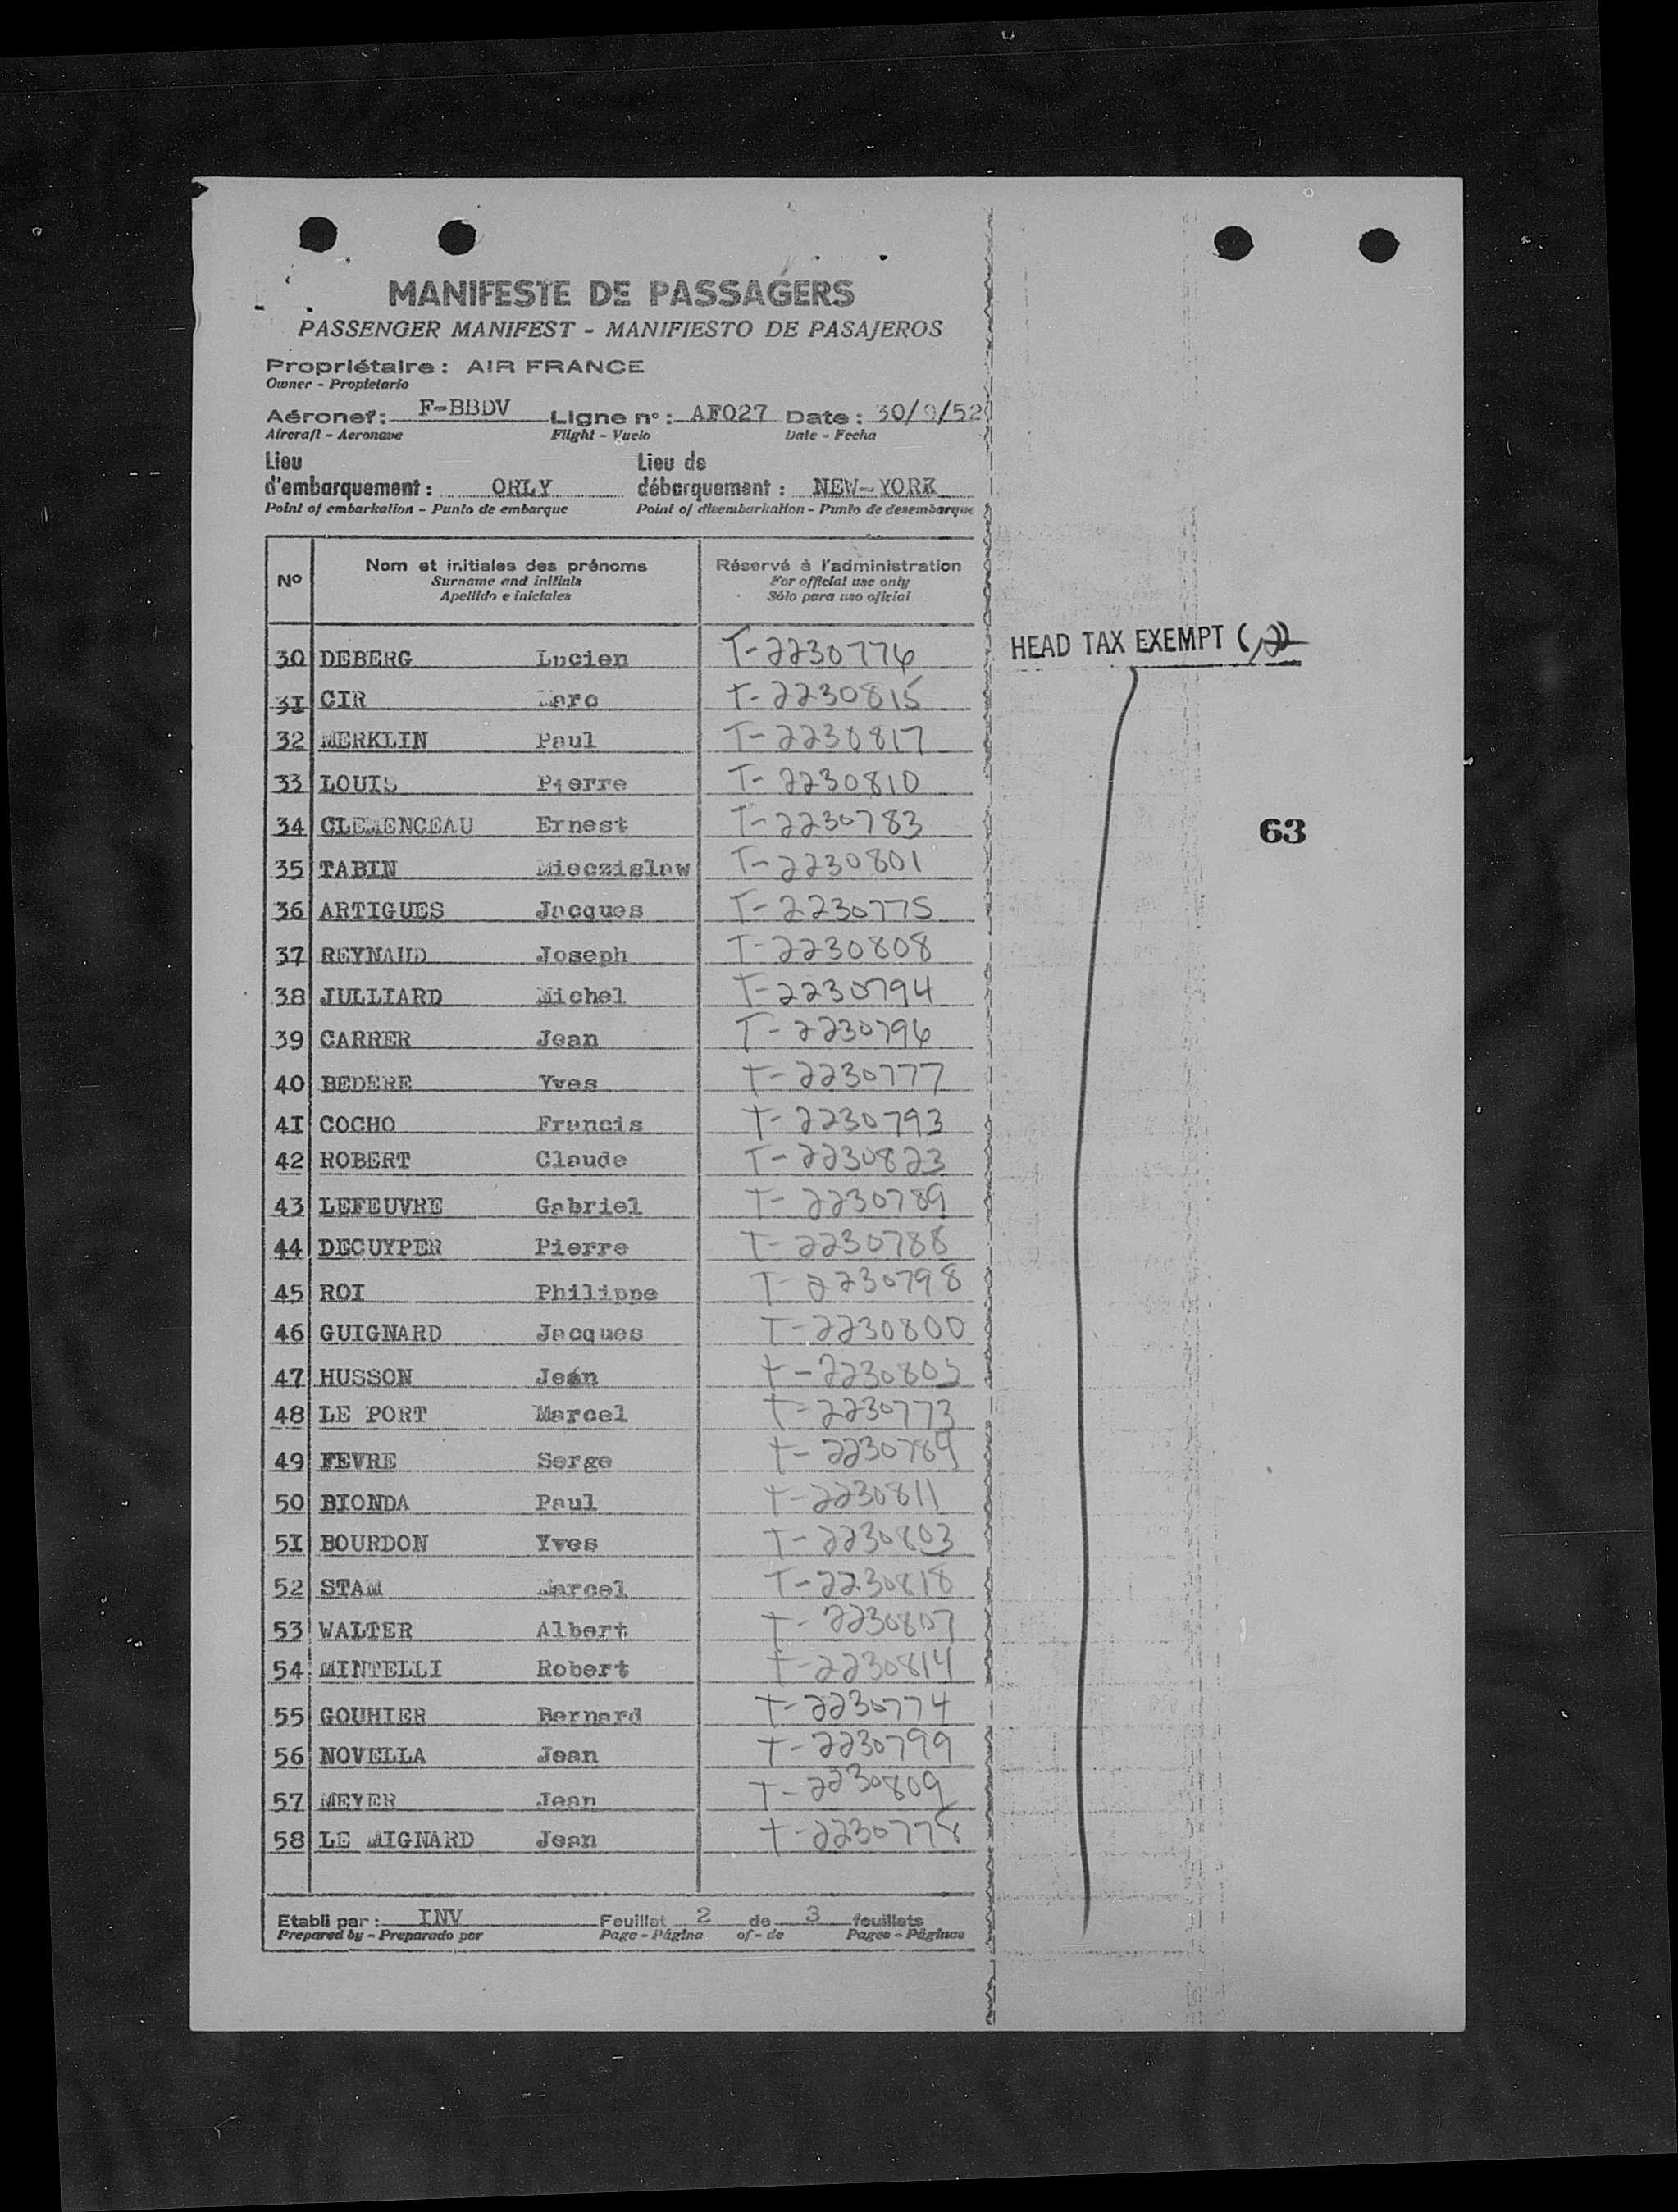 MANIFESTE DE PASSAGERS
PASSENGER MANIFEST - MANIFIESTO DE PASAJEROS
Propriétaire : AIR FRANCE
Owner - Propietario
Aéronef : F-BBDV Ligne n° : AF027 Date : 30/9/52
Aircraft - Aeronave Flight - Vuelo Date - Fecha
Lieu Lieu de
d'embarquement : ORLY débarquement : NEW-YORK
Point of embarkation - Punto de embarque Point of disembarkation - Punto de desembarque
N° Nom et initiales des prénoms Réservé à l'administration
Surname and initials For official use only
Apellido e iniciales Sólo para uso oficial
30 DEBERG Lucien T-2230776 HEAD TAX EXEMPT
31 CIR Marc T-2230815
32 MERKLIN Paul T-2230817
33 LOUIS Pierre T-2230810
34 CLEMENCEAU Ernest T-2230783
63
35 TABIN Mieczislaw T-2230801
36 ARTIGUES Jacques T-2230775
37 REYNAUD Joseph T-2230808
38 JULLIARD Michel T-2230794
39 CARRER Jean T-2230796
40 BEDERE Yves T-2230777
4I COCHO Francis T-2230793
42 ROBERT Claude T-2230823
43 LEFEUVRE Gabriel T-2230789
44 DECUYPER Pierre T-2230788
45 ROI Philippe T-2230798
46 GUIGNARD Jacques T-2230800
47 HUSSON Jean
48 LE PORT Marcel T-2230773
49 FEVRE Serge
50 BIONDA Paul T-2230811
5I BOURDON Yves T-2230803
52 STAM Marcel T-2230818
53 WALTER Albert T-2230807
54 MINTELLI Robert T-2230814
55 GOUHIER Bernard T-2230774
56 NOVELLA Jean T-2230799
57 MEYER Jean T-2230809
58 LE MIGNARD Jean T-2230778
Etabli par : INV Feuillet 2 de 3 feuillets
Prepared by - Preparado por Page - Página of - de Pages - Páginas